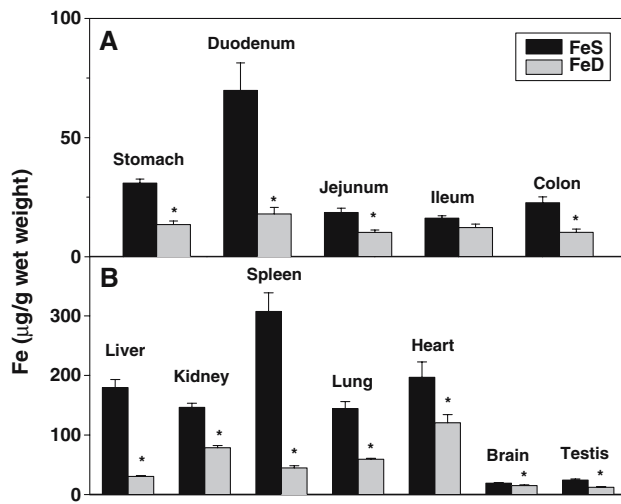 Fe (µg/g wet weight)
A
100
50
0
FeS
FeD
Stomach
*
Duodenum
*
Jejunum
*
Ileum
Colon
*
B
300
200
100
0
Liver
*
Kidney
*
Spleen
*
Lung
*
Heart
*
Brain
*
Testis
*